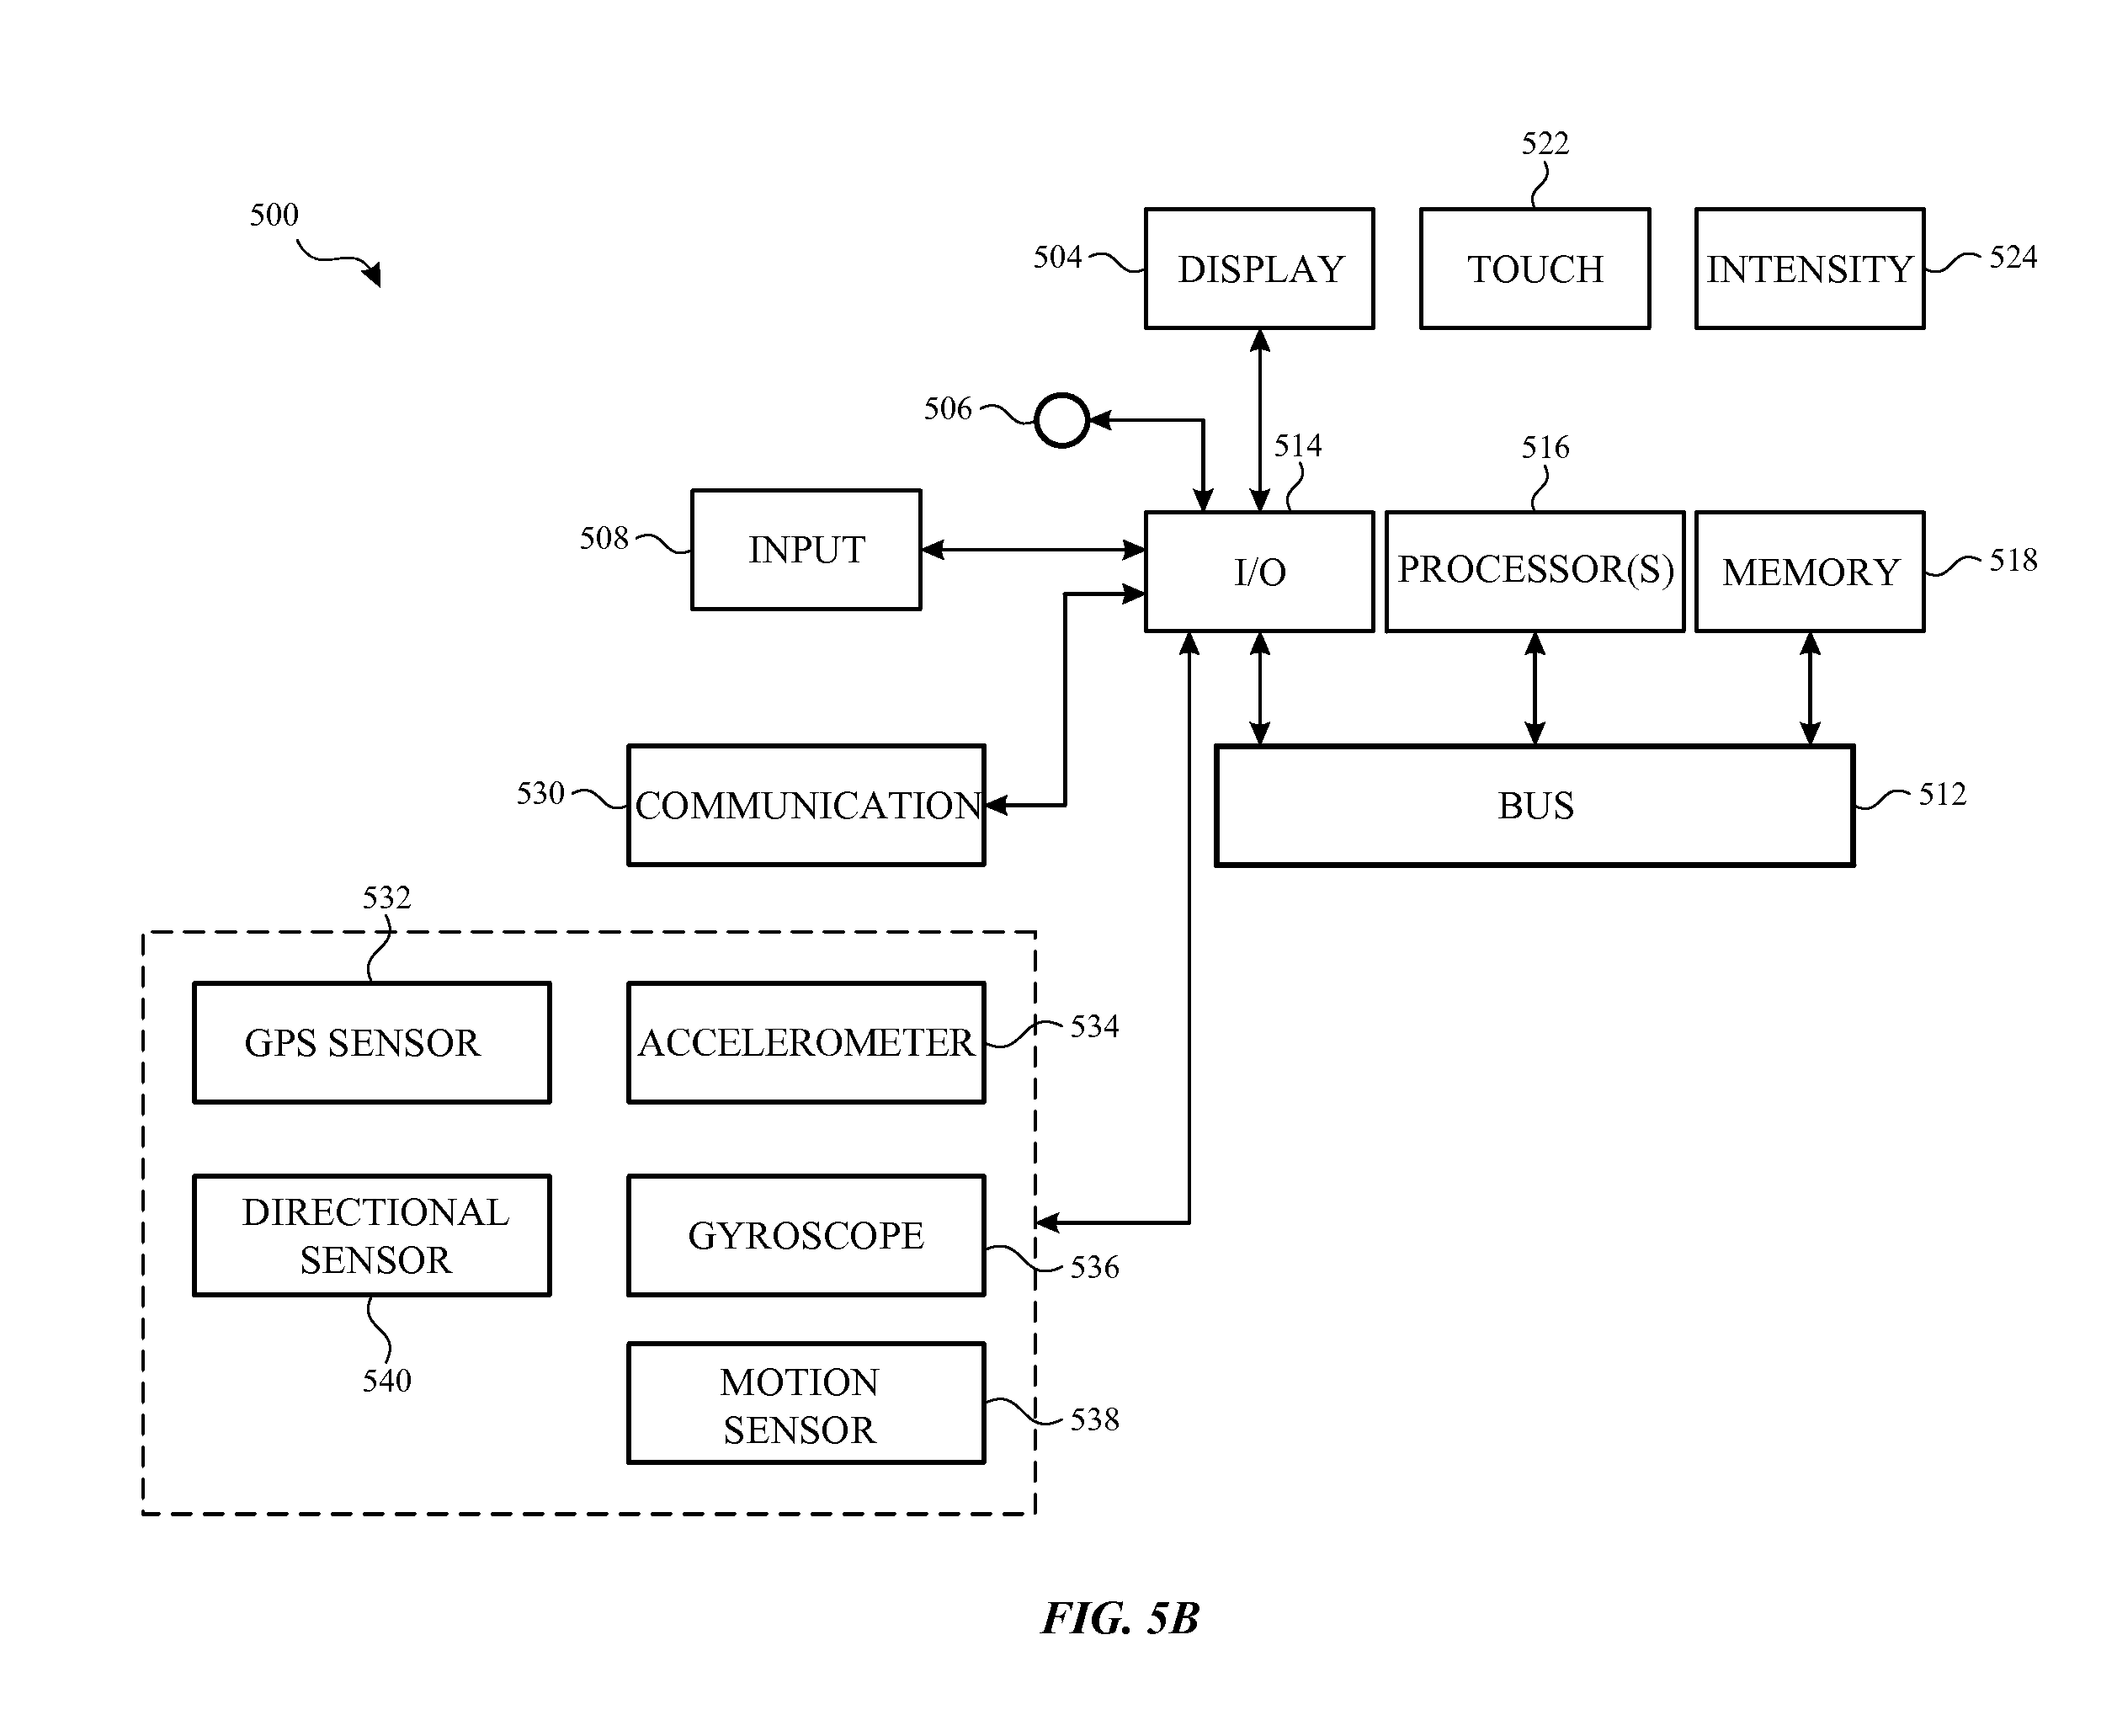 522
500
504
DISPLAY
TOUCH
INTENSITY
524
506
514
516
508
INPUT
I/O
PROCESSOR(S)
MEMORY
518
530
COMMUNICATION
BUS
512
532
GPS SENSOR
ACCELEROMETER
534
DIRECTIONAL
SENSOR
GYROSCOPE
536
540
MOTION
SENSOR
538
FIG. 5B